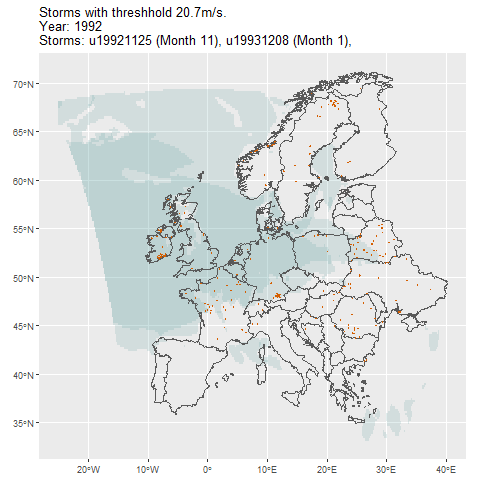 Storms with threshhold 20.7m/s.
Year: 1992
Storms: u19921125 (Month 11), u19931208 (Month 1),
70°N
65°N
60°N
55°N
50°N
45°N
40°N
35°N
20°W 10°W 0° 10°E 20°E 30°E 40°E